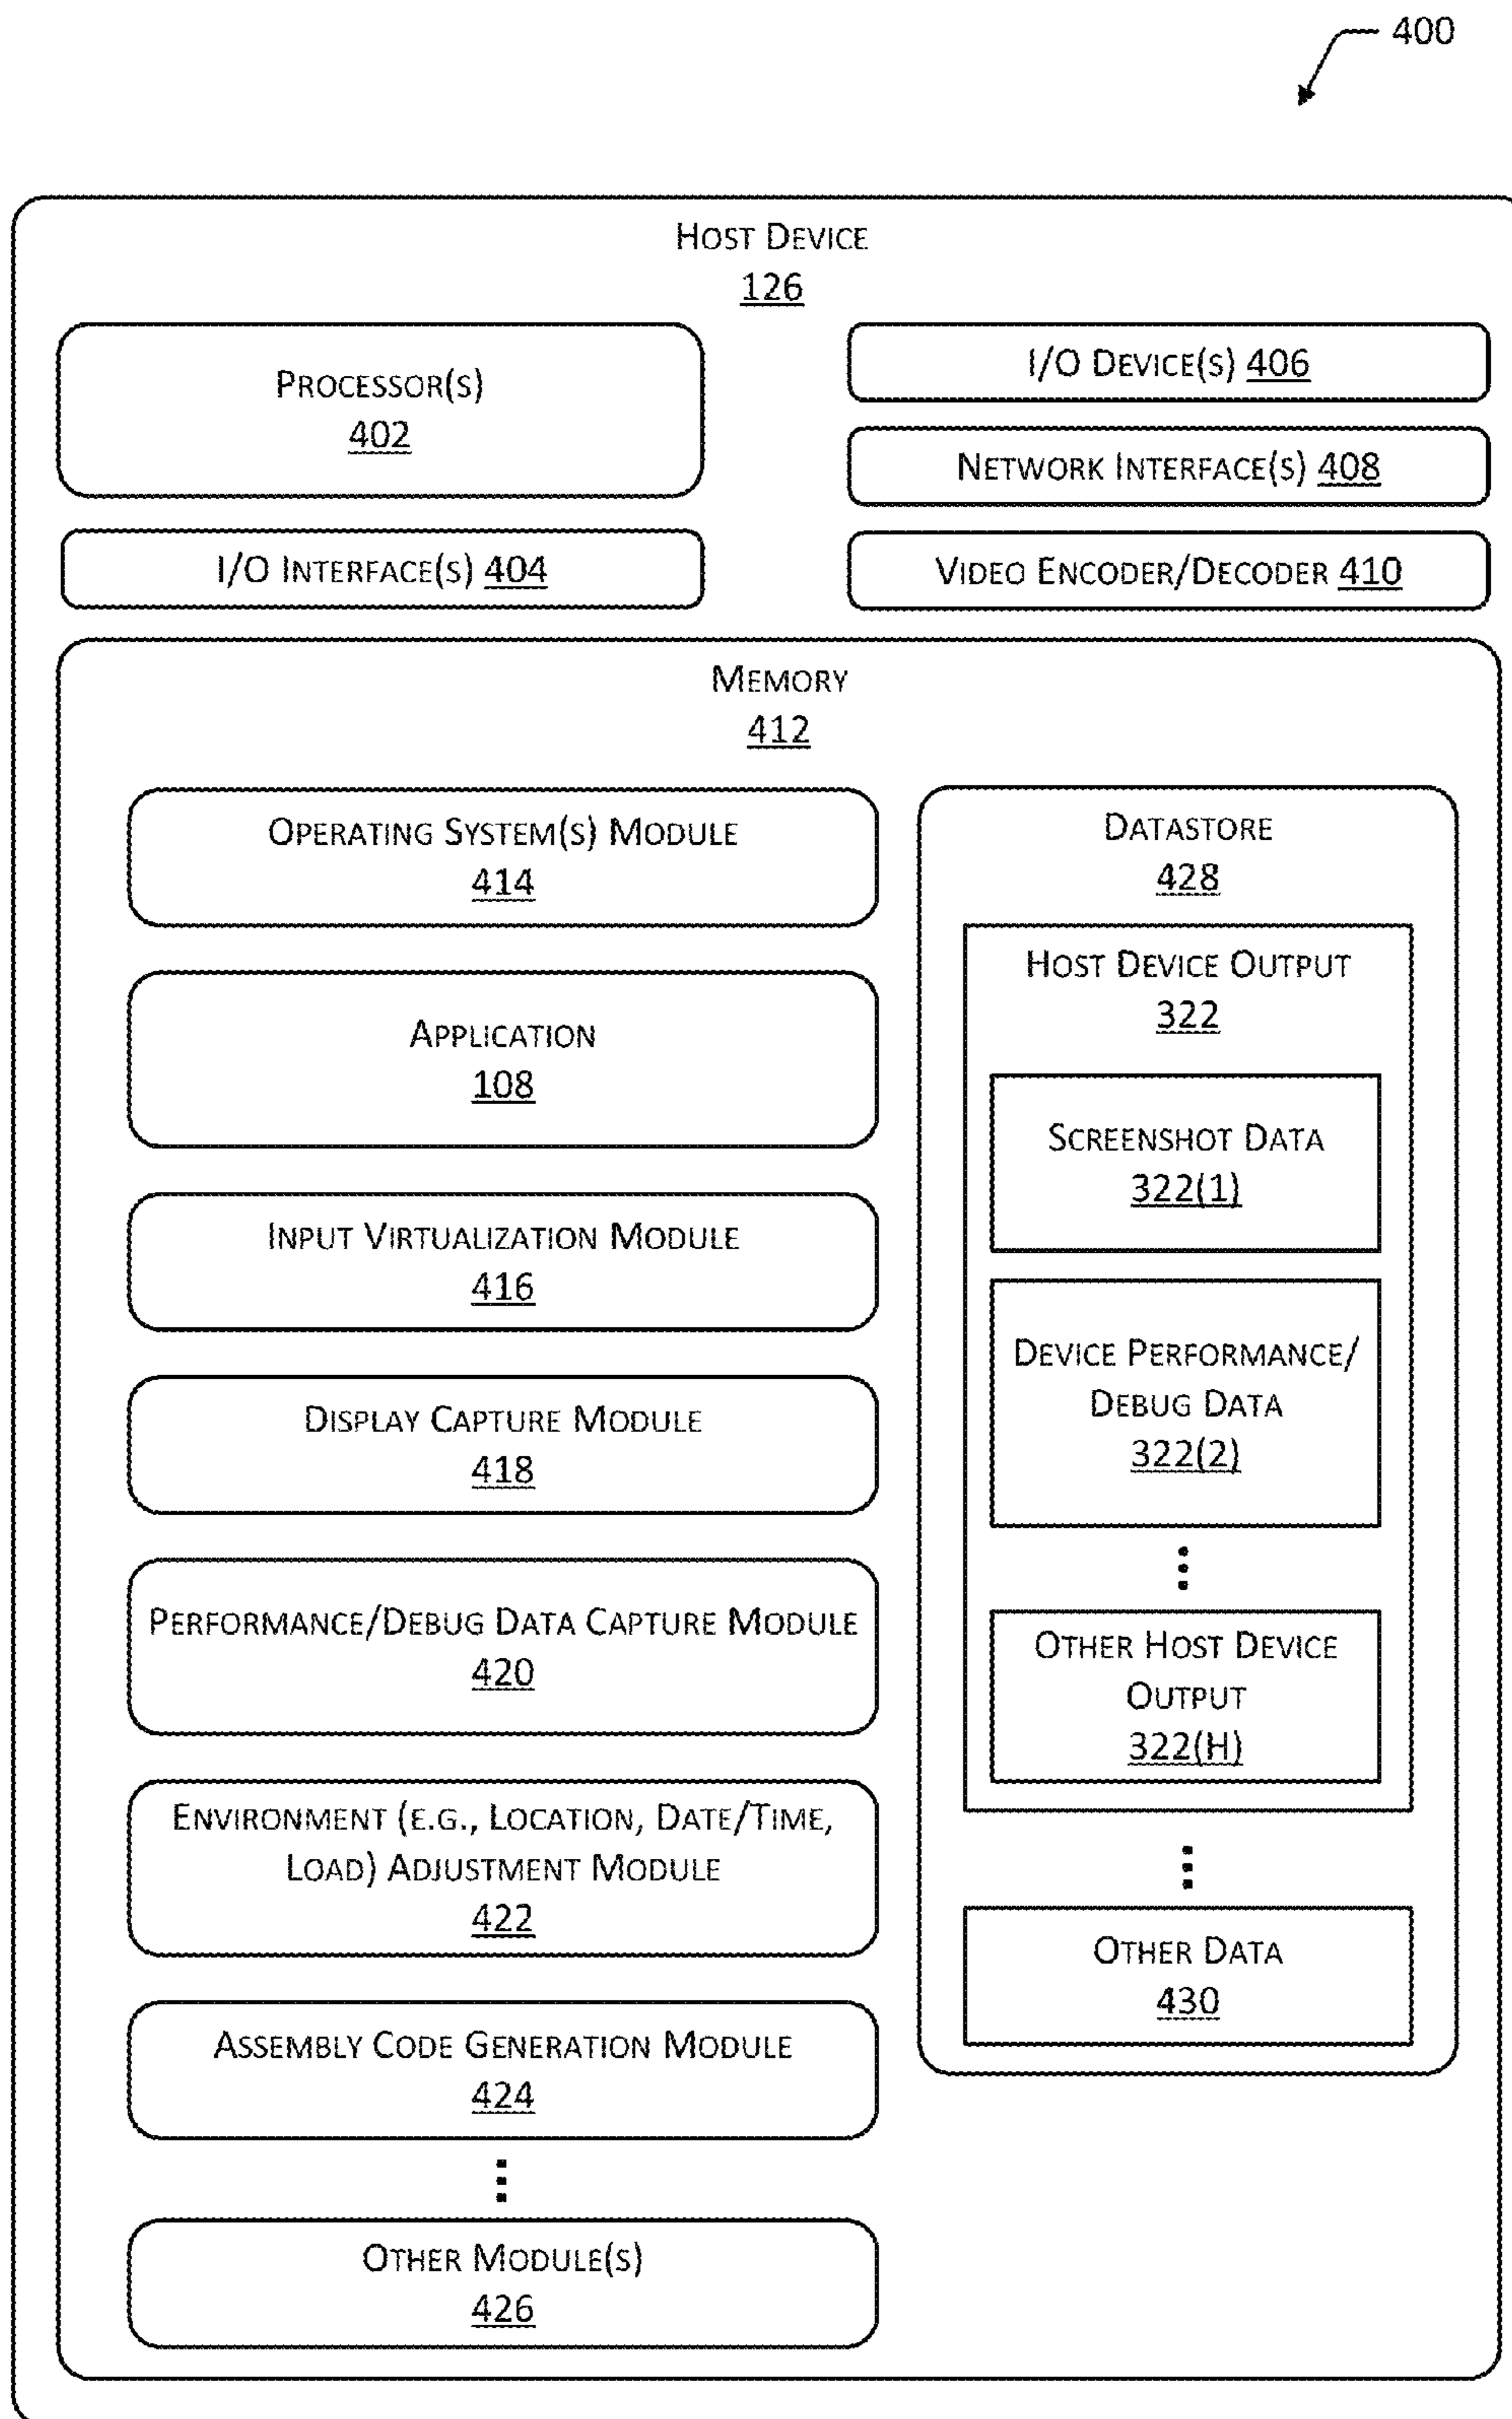 400
Host Device
126
Processor(s)
402
I/O Interface(s) 404
I/O Device(s) 406
Network Interface(s) 408
Video Encoder/Decoder 410
Memory
412
Operating System(s) Module
414
Application
108
Input Virtualization Module
416
Display Capture Module
418
Performance/Debug Data Capture Module
420
Environment (e.g., Location, Date/Time,
Load) Adjustment Module
422
Assembly Code Generation Module
424
Other Module(s)
426
Datastore
428
Host Device Output
322
Screenshot Data
322(1)
Device Performance/
Debug Data
322(2)
Other Host Device
Output
322(H)
Other Data
430